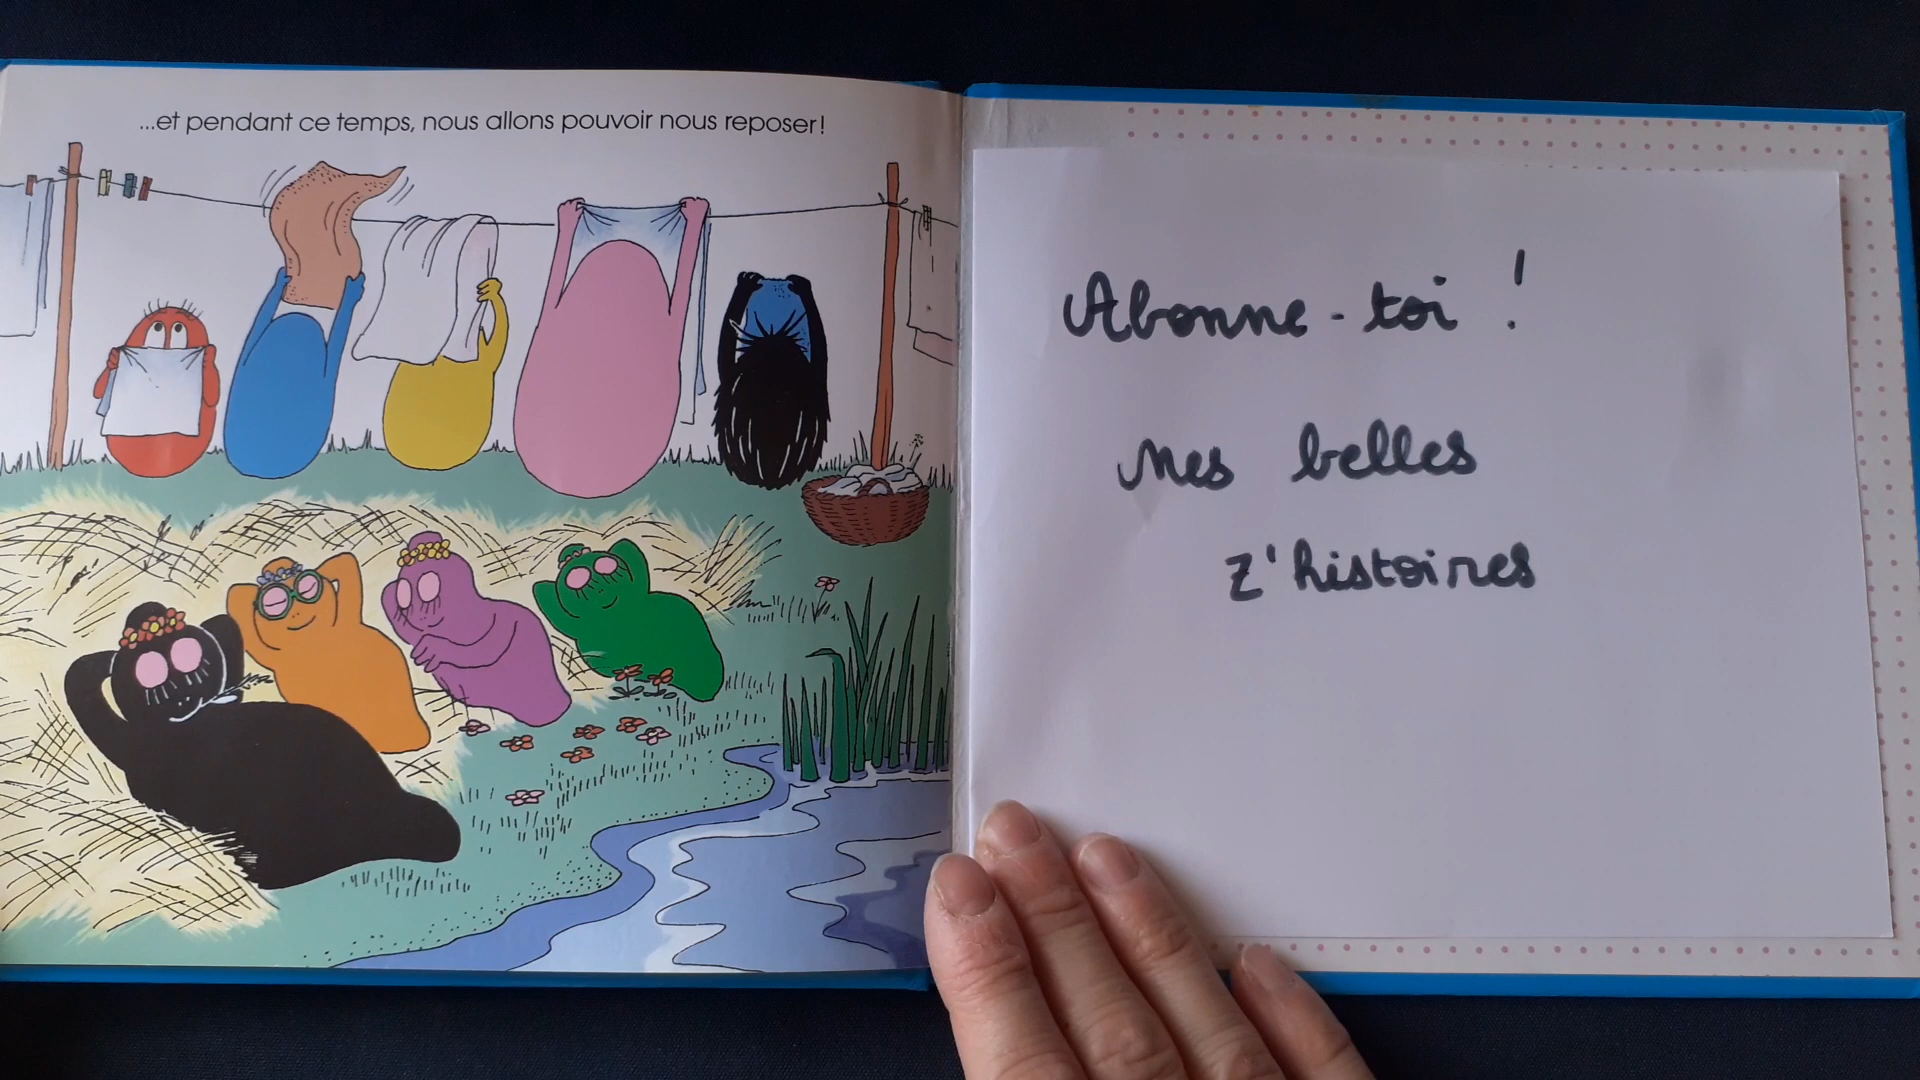 ...et pendant ce temps, nous allons pouvoir nous reposer!
Abonne-toi !
Mes belles
z'histoires